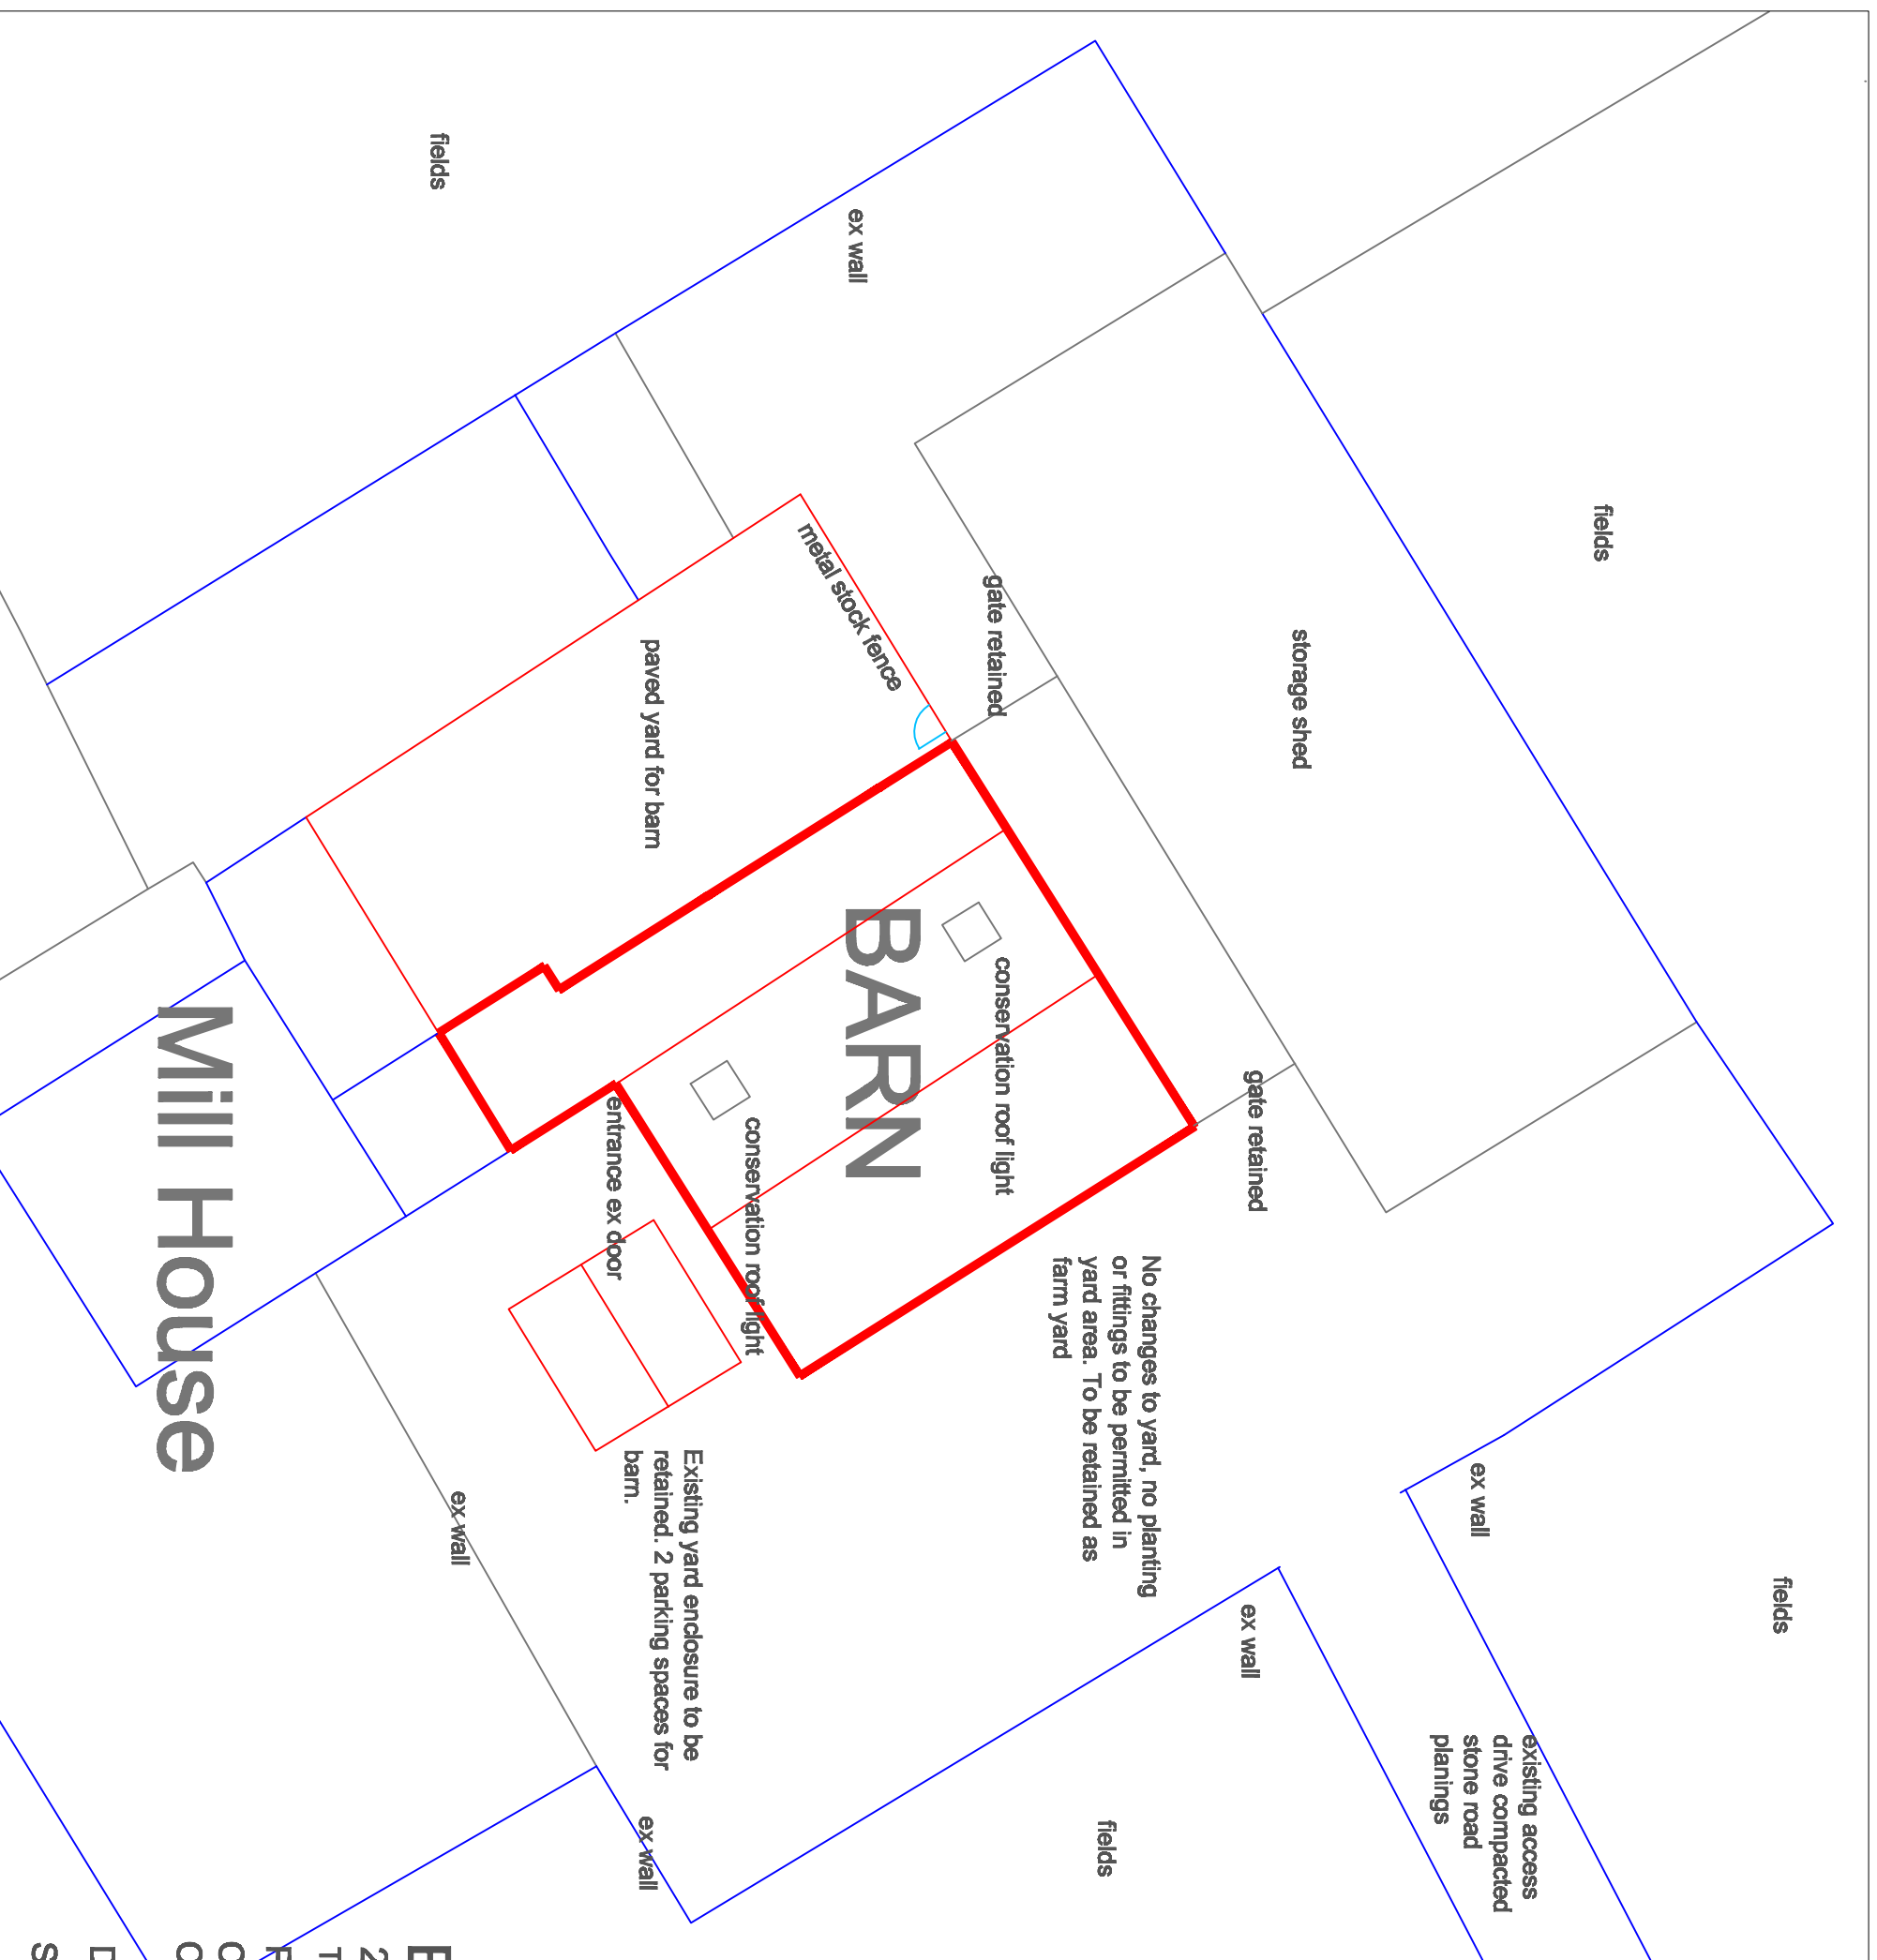 fields
ex wall
fields
metal stock fence
gate retained
storage shed
paved yard for barn
BARN
conservation roof light
Mill House
gate retained
entrance ex door
conservation roof light
No changes to yard, no planting
or fittings to be permitted in
yard area. To be retained as
farm yard
Existing yard enclosure to be
retained. 2 parking spaces for
barn.
ex wall
ex wall
fields
ex wall
existing access
drive compacted
stone road
planings
ex wall
fields